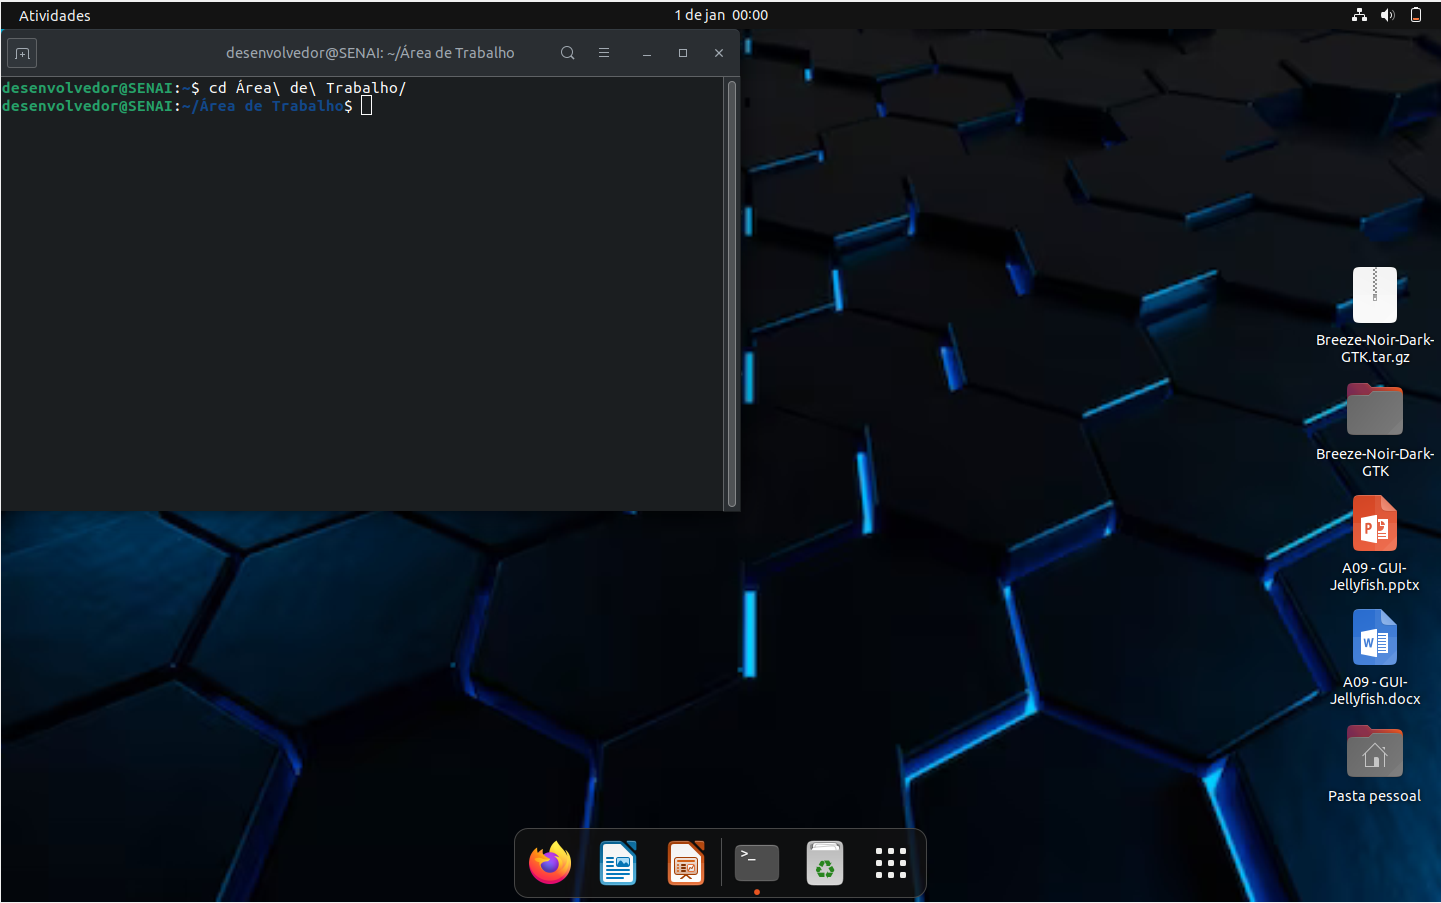 Atividades
1 de jan 00:00
desenvolvedor@SENAI: ~/Área de Trabalho
desenvolvedor@SENAI:~$ cd Área\ de\ Trabalho/
desenvolvedor@SENAI:~/Área de Trabalho$
Breeze-Noir-Dark-
GTK.tar.gz
Breeze-Noir-Dark-
GTK
P
A09 - GUI-
Jellyfish.pptx
W
A09 - GUI-
Jellyfish.docx
Pasta pessoal
>_